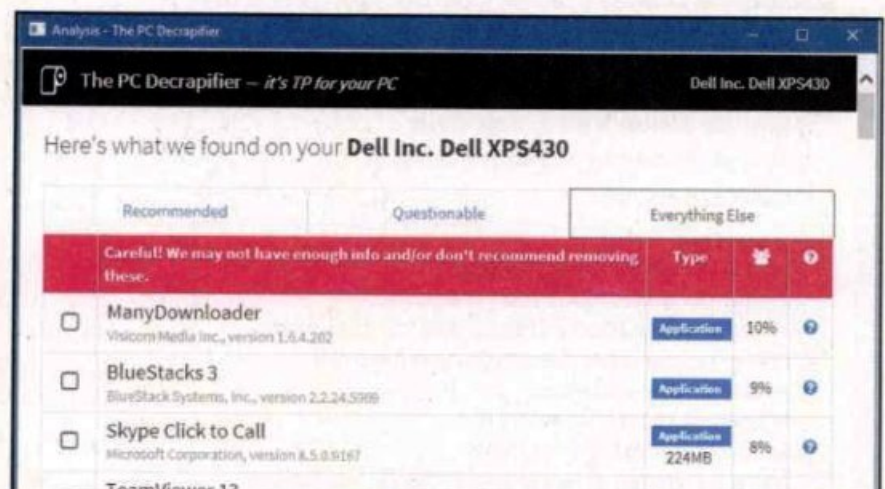 Analysis - The PC Decrapifier
The PC Decrapifier – it's TP for your PC Dell Inc. Dell XPS430
Here's what we found on your Dell Inc. Dell XPS430
Recommended Questionable Everything Else
Careful! We may not have enough info and/or don't recommend removing Type
these.
ManyDownloader
Visicom Media Inc., version 1.6.4.202
Application 10%
BlueStacks 3
BlueStack Systems, Inc., version
Application 9%
Skype Click to Call
Microsoft Corporation, version 8.5.0.9167
Application
224MB 8%
TeamViewer 13